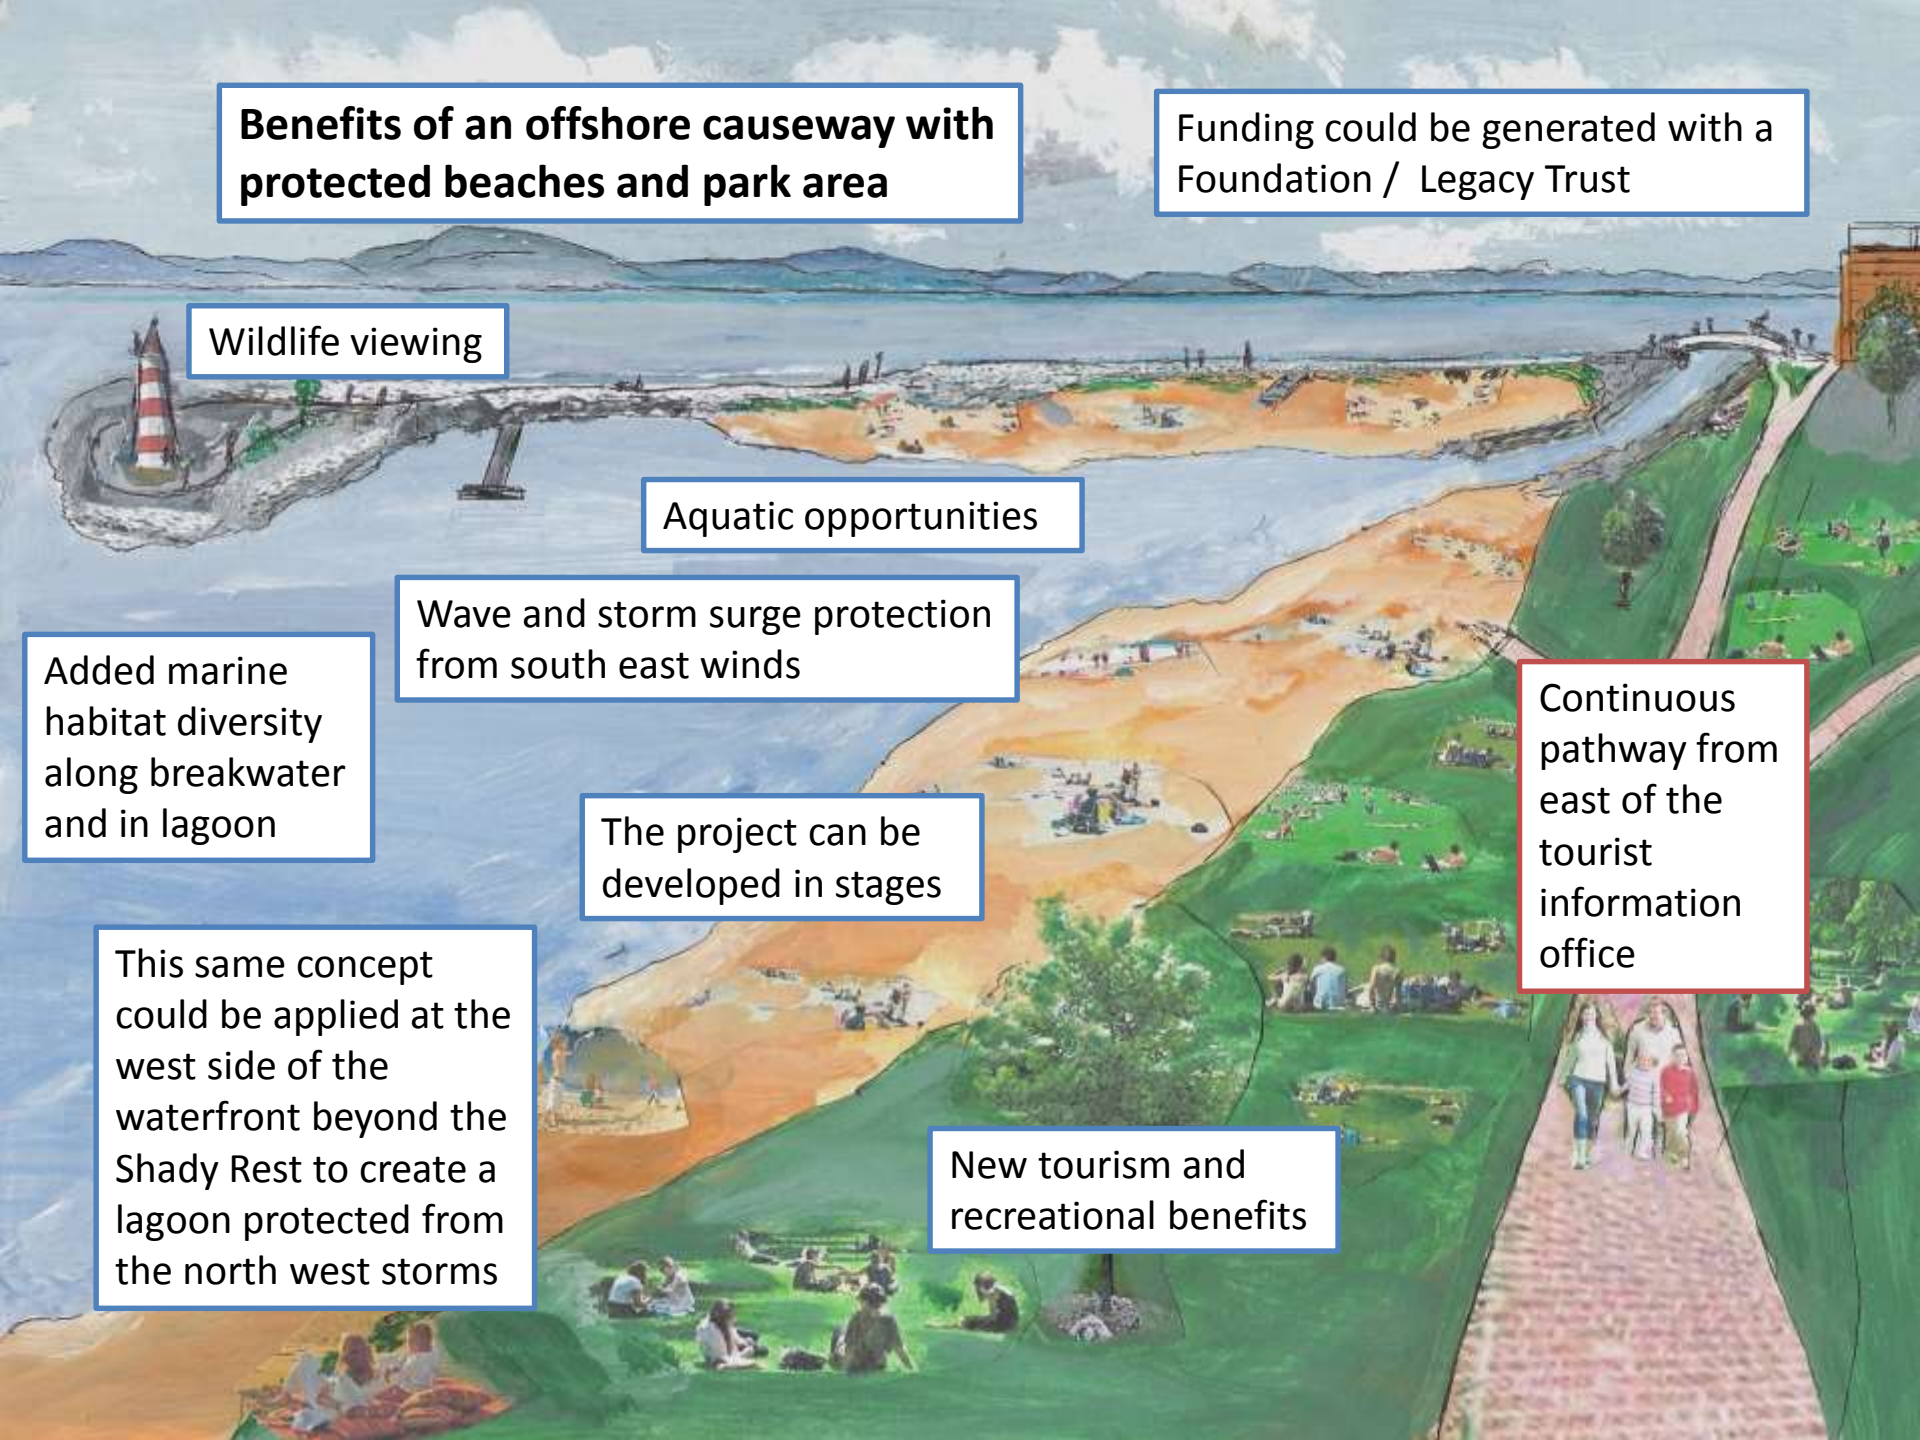 Benefits of an offshore causeway with
protected beaches and park area
Funding could be generated with a
Foundation / Legacy Trust
Wildlife viewing
Aquatic opportunities
Wave and storm surge protection
from south east winds
Added marine
habitat diversity
along breakwater
and in lagoon
Continuous
pathway from
east of the
tourist
information
office
The project can be
developed in stages
This same concept
could be applied at the
west side of the
waterfront beyond the
Shady Rest to create a
lagoon protected from
the north west storms
New tourism and
recreational benefits